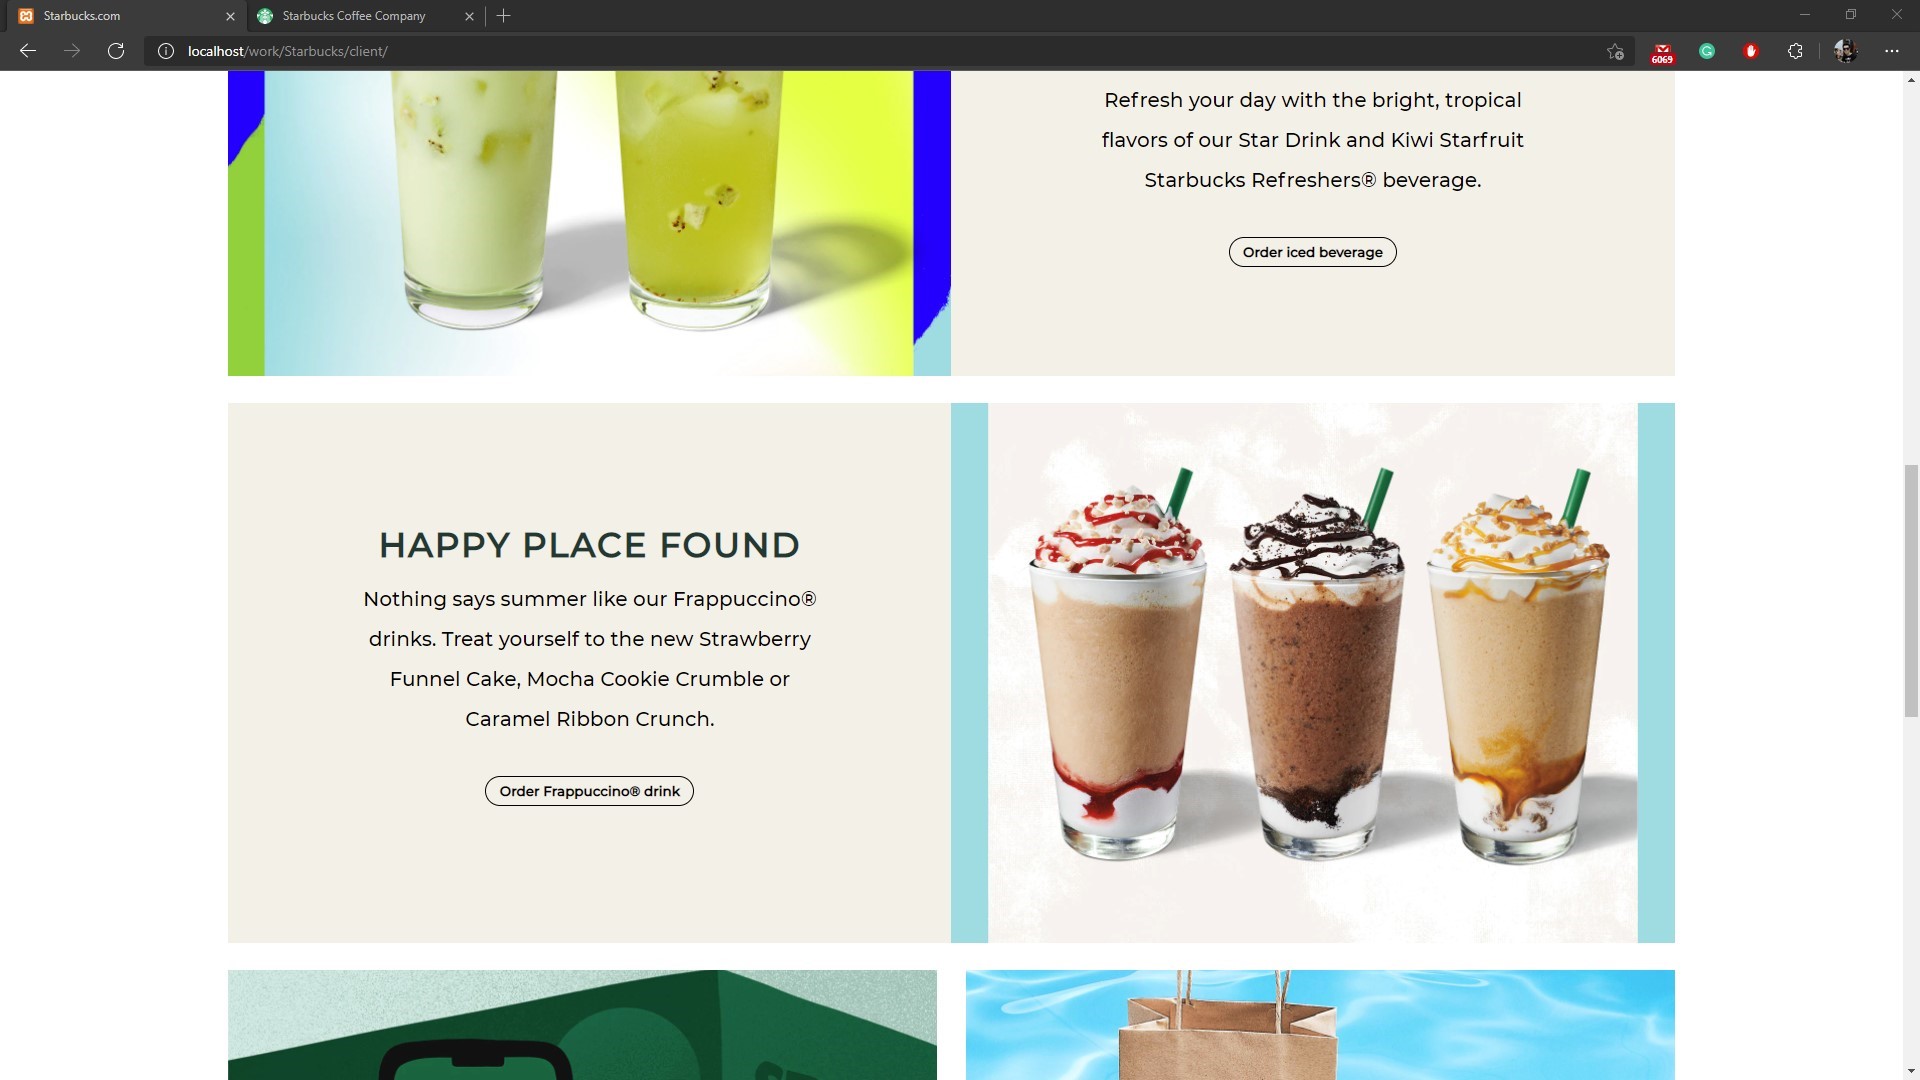 Starbucks.com
Starbucks Coffee Company
localhost/work/Starbucks/client/
6069
Refresh your day with the bright, tropical
flavors of our Star Drink and Kiwi Starfruit
Starbucks Refreshers® beverage.
Order iced beverage
HAPPY PLACE FOUND
Nothing says summer like our Frappuccino®
drinks. Treat yourself to the new Strawberry
Funnel Cake, Mocha Cookie Crumble or
Caramel Ribbon Crunch.
Order Frappuccino® drink